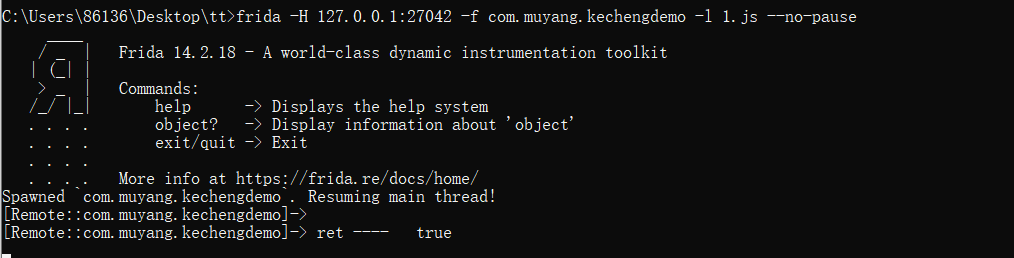 C:\Users\86136\Desktop\tt>frida -H 127.0.0.1:27042 -f com.muyang.kechengdemo -l 1.js --no-pause
     ____
    / _  |   Frida 14.2.18 - A world-class dynamic instrumentation toolkit
   | (_| |
    > _  |   Commands:
   /_/ |_|       help      -> Displays the help system
   . . . .       object?   -> Display information about 'object'
   . . . .       exit/quit -> Exit
   . . . .
   . . . .   More info at https://frida.re/docs/home/
Spawned `com.muyang.kechengdemo`. Resuming main thread!
[Remote::com.muyang.kechengdemo]->
[Remote::com.muyang.kechengdemo]-> ret ----   true